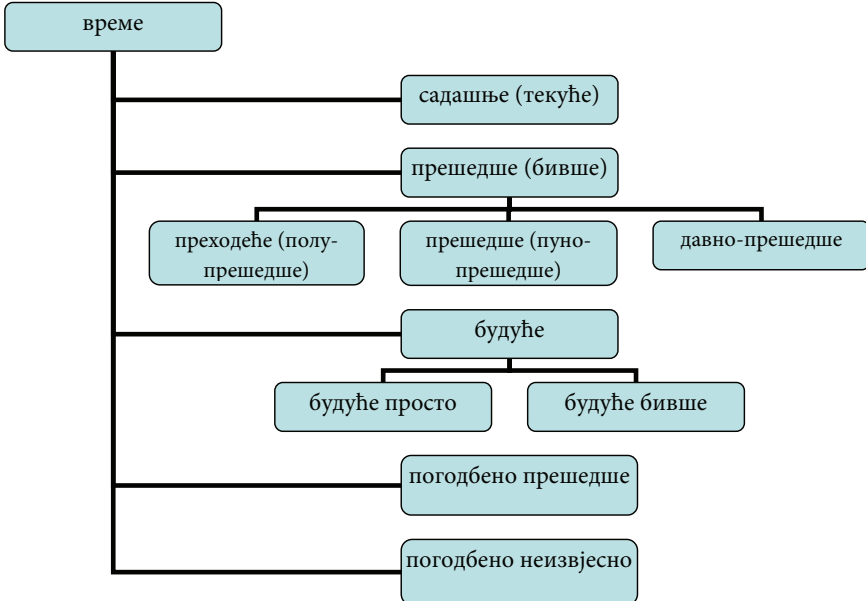 време
садашње (текуће)
прешедше (бивше)
преходеће (полу-
прешедше)
прешедше (пуно-
прешедше)
давно-прешедше
будуће
будуће просто
будуће бивше
погодбено прешедше
погодбено неизвјесно